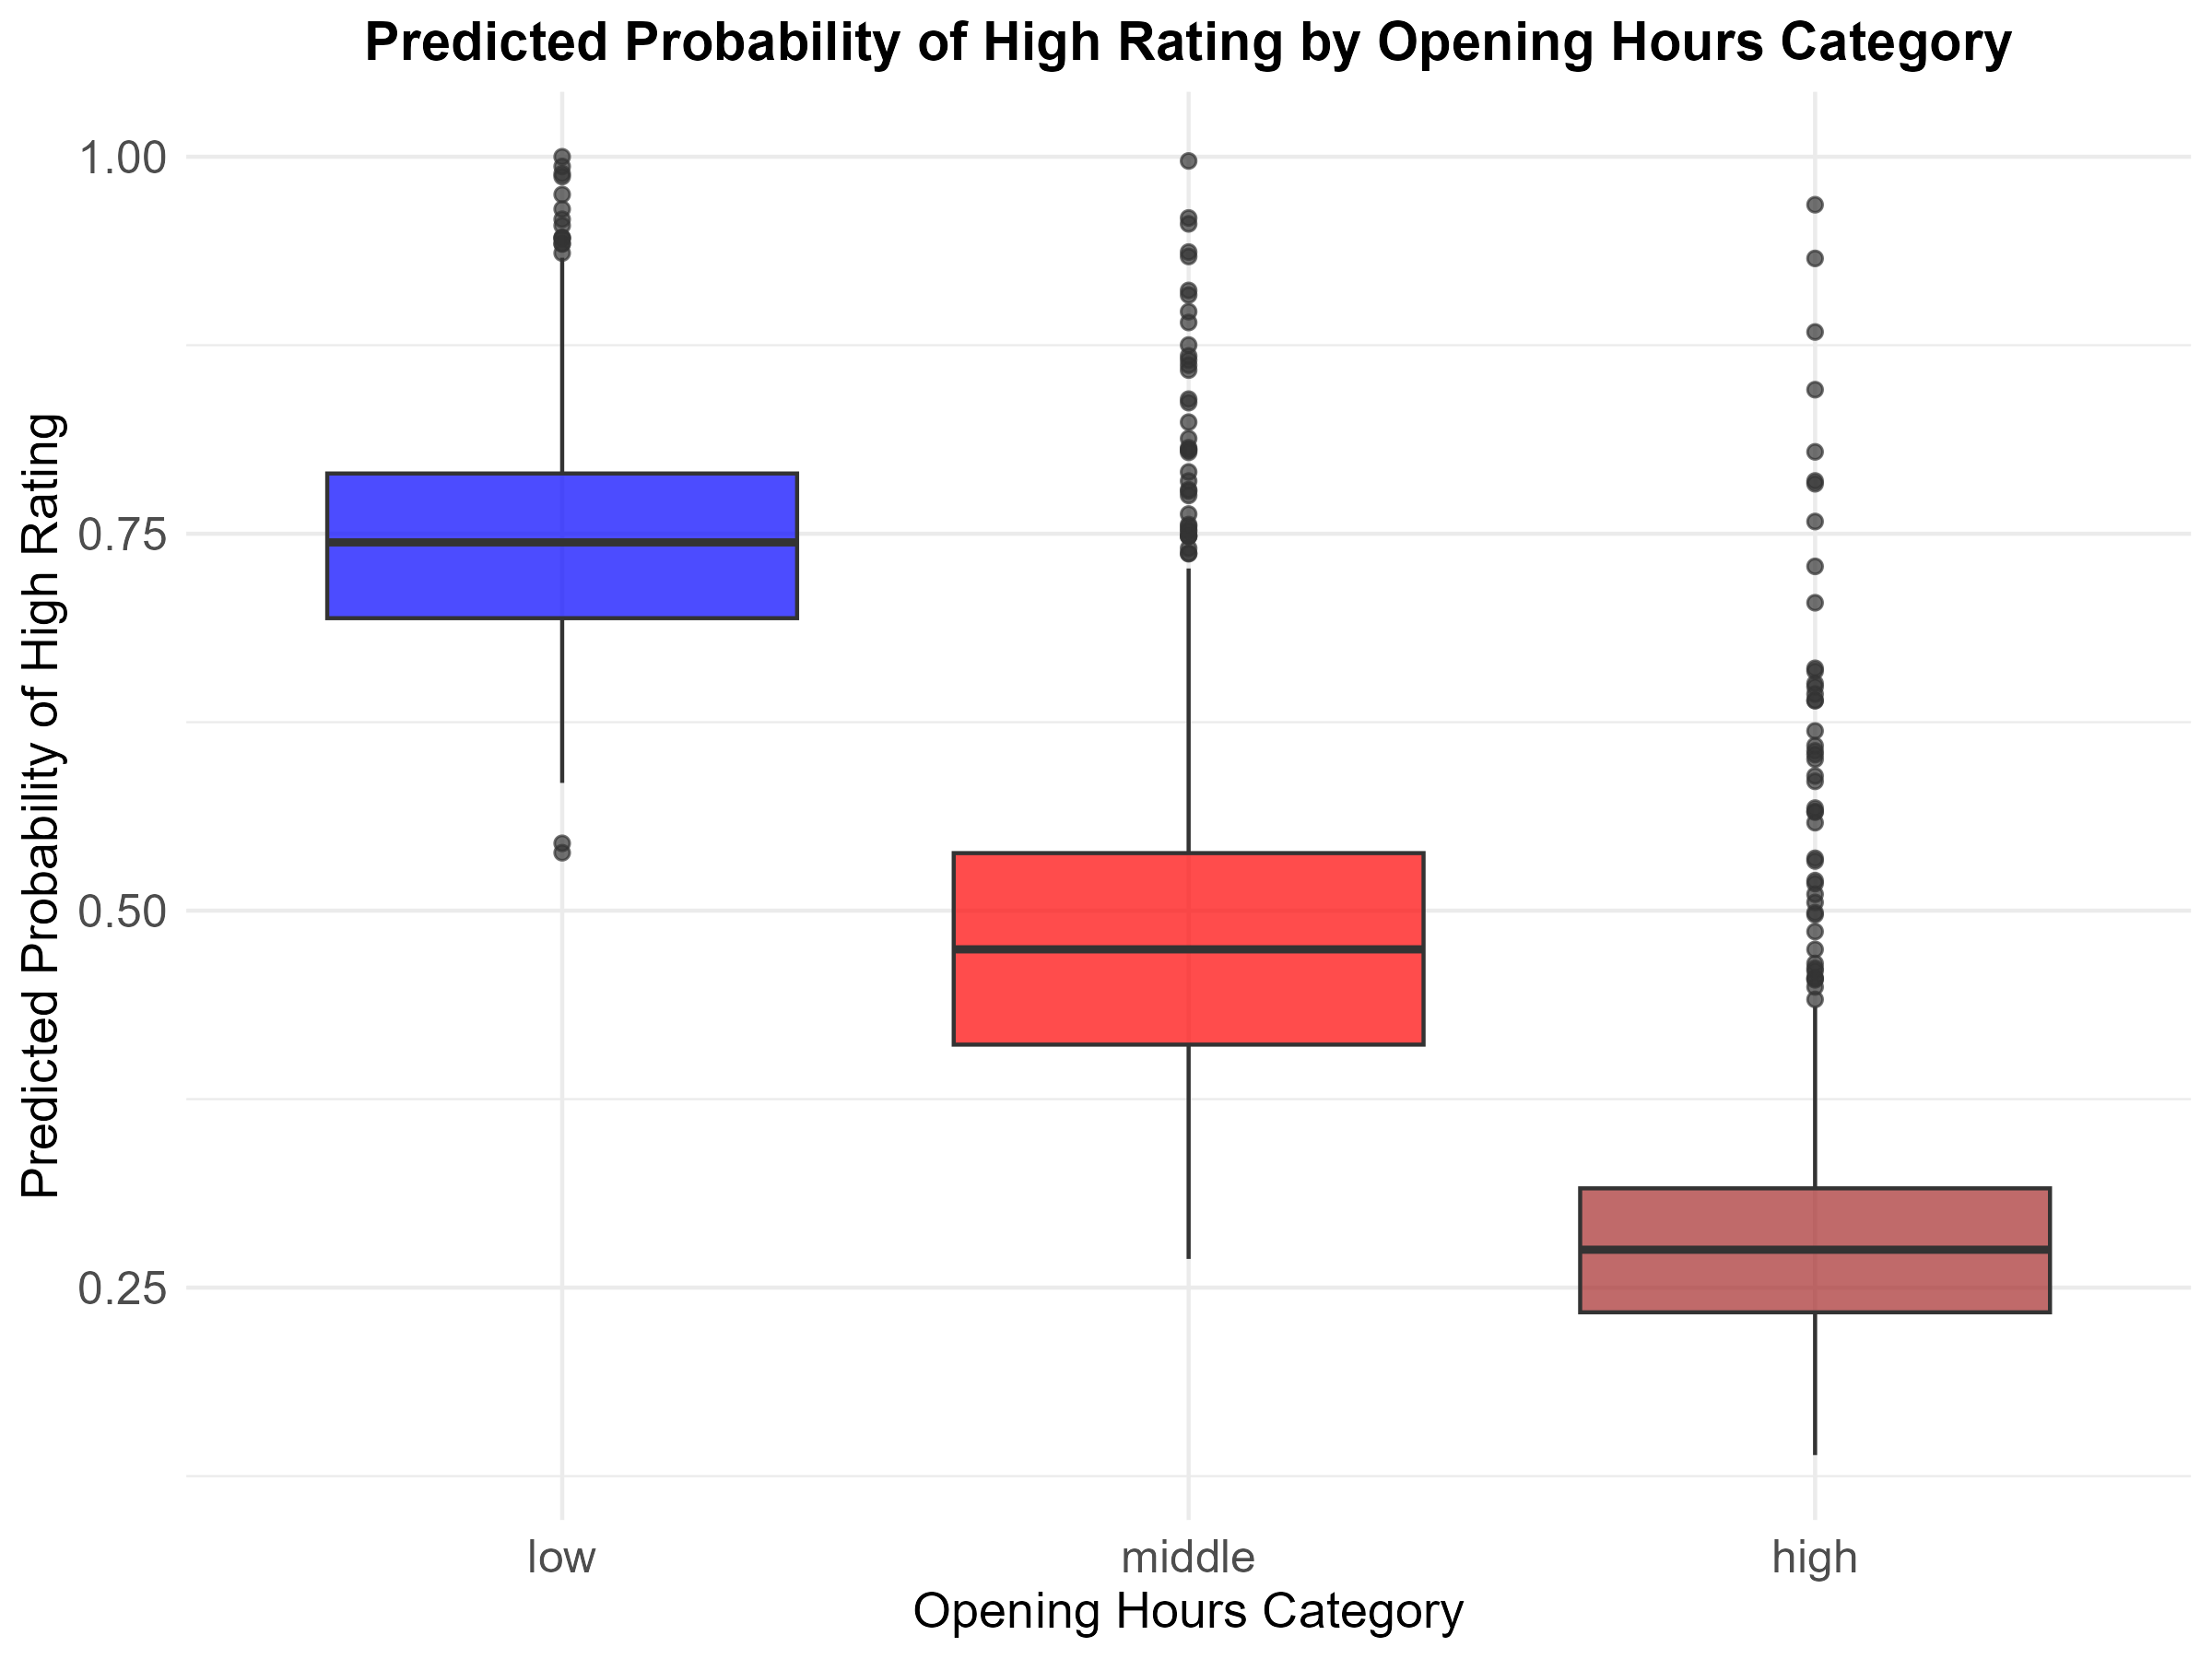 Predicted Probability of High Rating by Opening Hours Category
Predicted Probability of High Rating
1.00
0.75
0.50
0.25
low
middle
high
Opening Hours Category